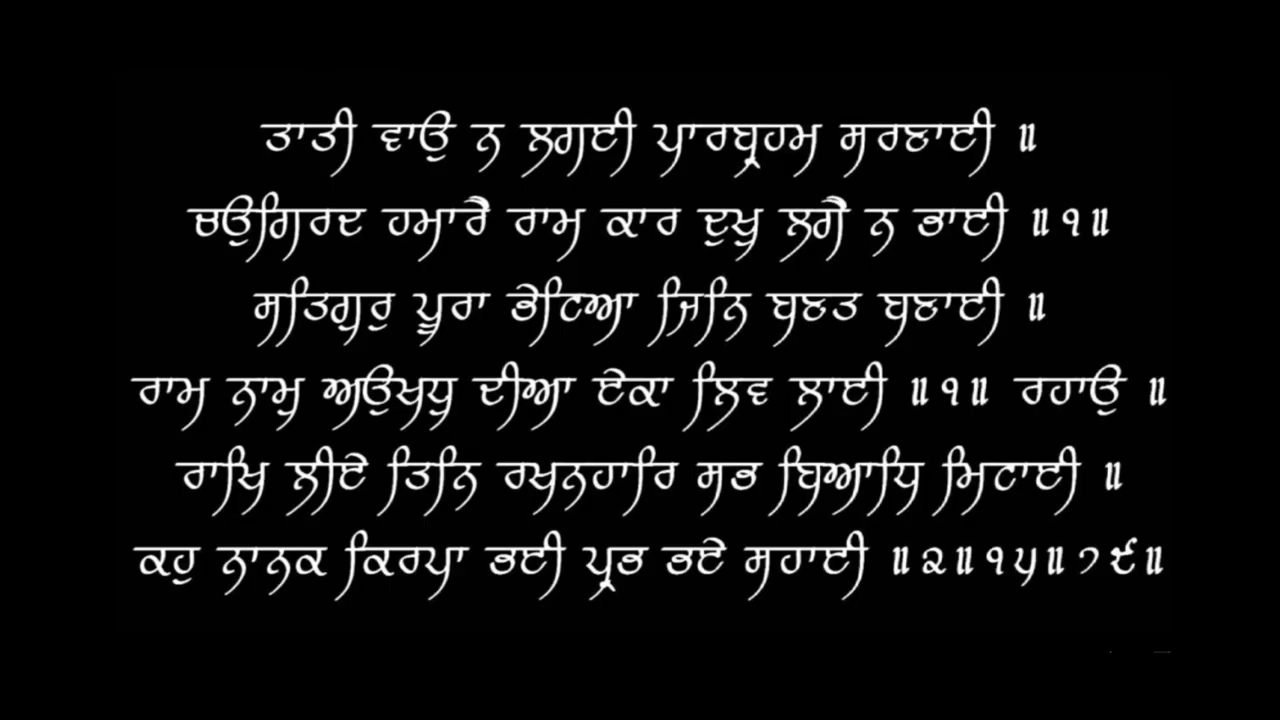 ਤਾਤੀ ਵਾਉ ਨ ਲਗਈ ਪਾਰਬ੍ਰਹਮ ਸਰਣਾਈ ॥
ਚਉਗਿਰਦ ਹਮਾਰੈ ਰਾਮ ਕਾਰ ਦੁਖੁ ਲਗੈ ਨ ਭਾਈ ॥੧॥
ਸਤਿਗੁਰੁ ਪੂਰਾ ਭੇਟਿਆ ਜਿਨਿ ਬਣਤ ਬਣਾਈ ॥
ਰਾਮ ਨਾਮੁ ਅਉਖਧੁ ਦੀਆ ਏਕਾ ਲਿਵ ਲਾਈ ॥੧॥ ਰਹਾਉ ॥
ਰਾਖਿ ਲੀਏ ਤਿਨਿ ਰਖਨਹਾਰਿ ਸਭ ਬਿਆਧਿ ਮਿਟਾਈ ॥
ਕਹੁ ਨਾਨਕ ਕਿਰਪਾ ਭਈ ਪ੍ਰਭ ਭਏ ਸਹਾਈ ॥੨॥੧੫॥੭੯॥